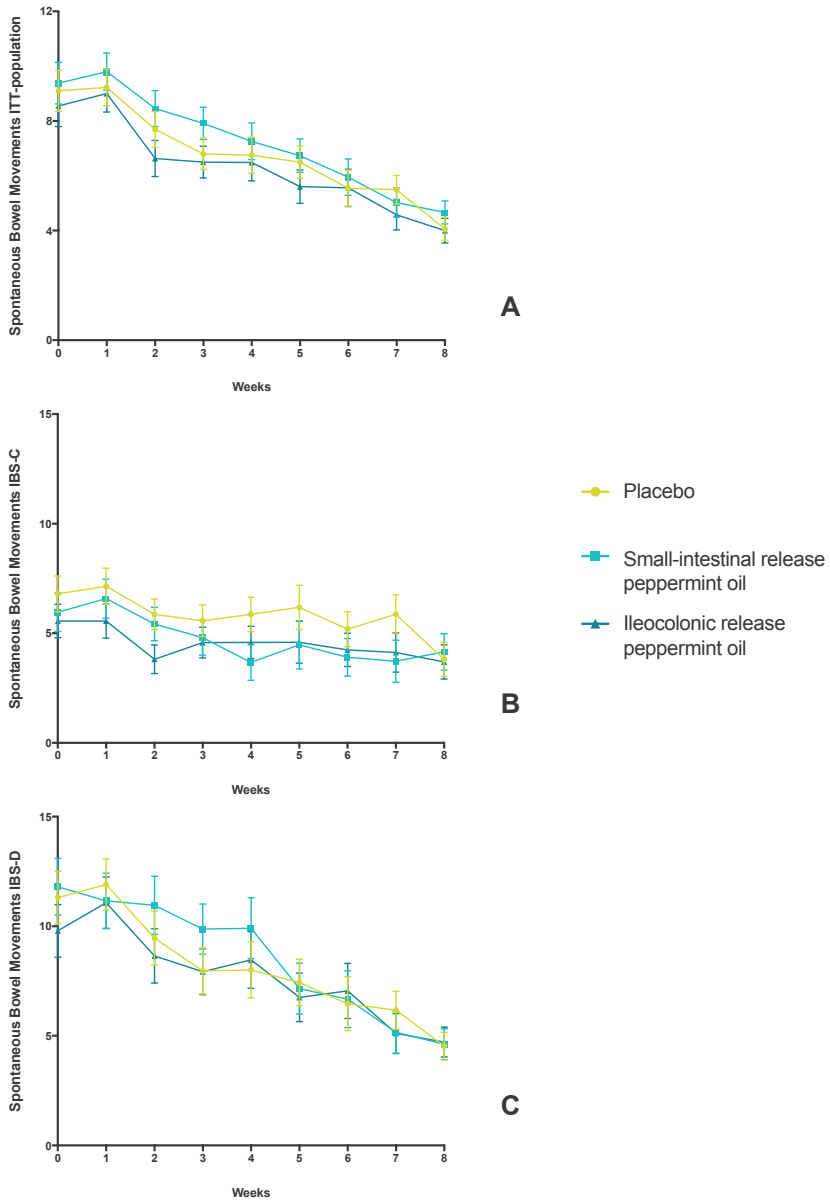 Spontaneous Bowel Movements ITT-population
12
8
4
0
0 1 2 3 4 5 6 7 8
Weeks
A
Spontaneous Bowel Movements IBS-C
15
10
5
0
0 1 2 3 4 5 6 7 8
Weeks
B
Placebo
Small-intestinal release
peppermint oil
Ileocolonic release
peppermint oil
Spontaneous Bowel Movements IBS-D
15
10
5
0
0 1 2 3 4 5 6 7 8
Weeks
C